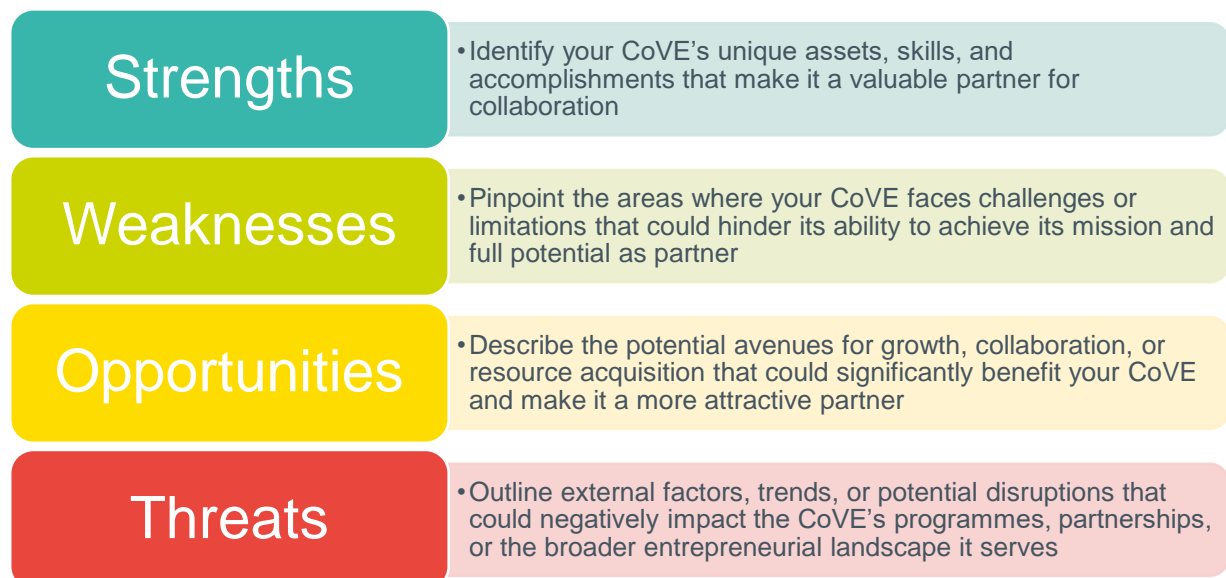 Strengths
•Identify your CoVE’s unique assets, skills, and
accomplishments that make it a valuable partner for
collaboration
Weaknesses
•Pinpoint the areas where your CoVE faces challenges or
limitations that could hinder its ability to achieve its mission and
full potential as partner
Opportunities
•Describe the potential avenues for growth, collaboration, or
resource acquisition that could significantly benefit your CoVE
and make it a more attractive partner
Threats
•Outline external factors, trends, or potential disruptions that
could negatively impact the CoVE’s programmes, partnerships,
or the broader entrepreneurial landscape it serves